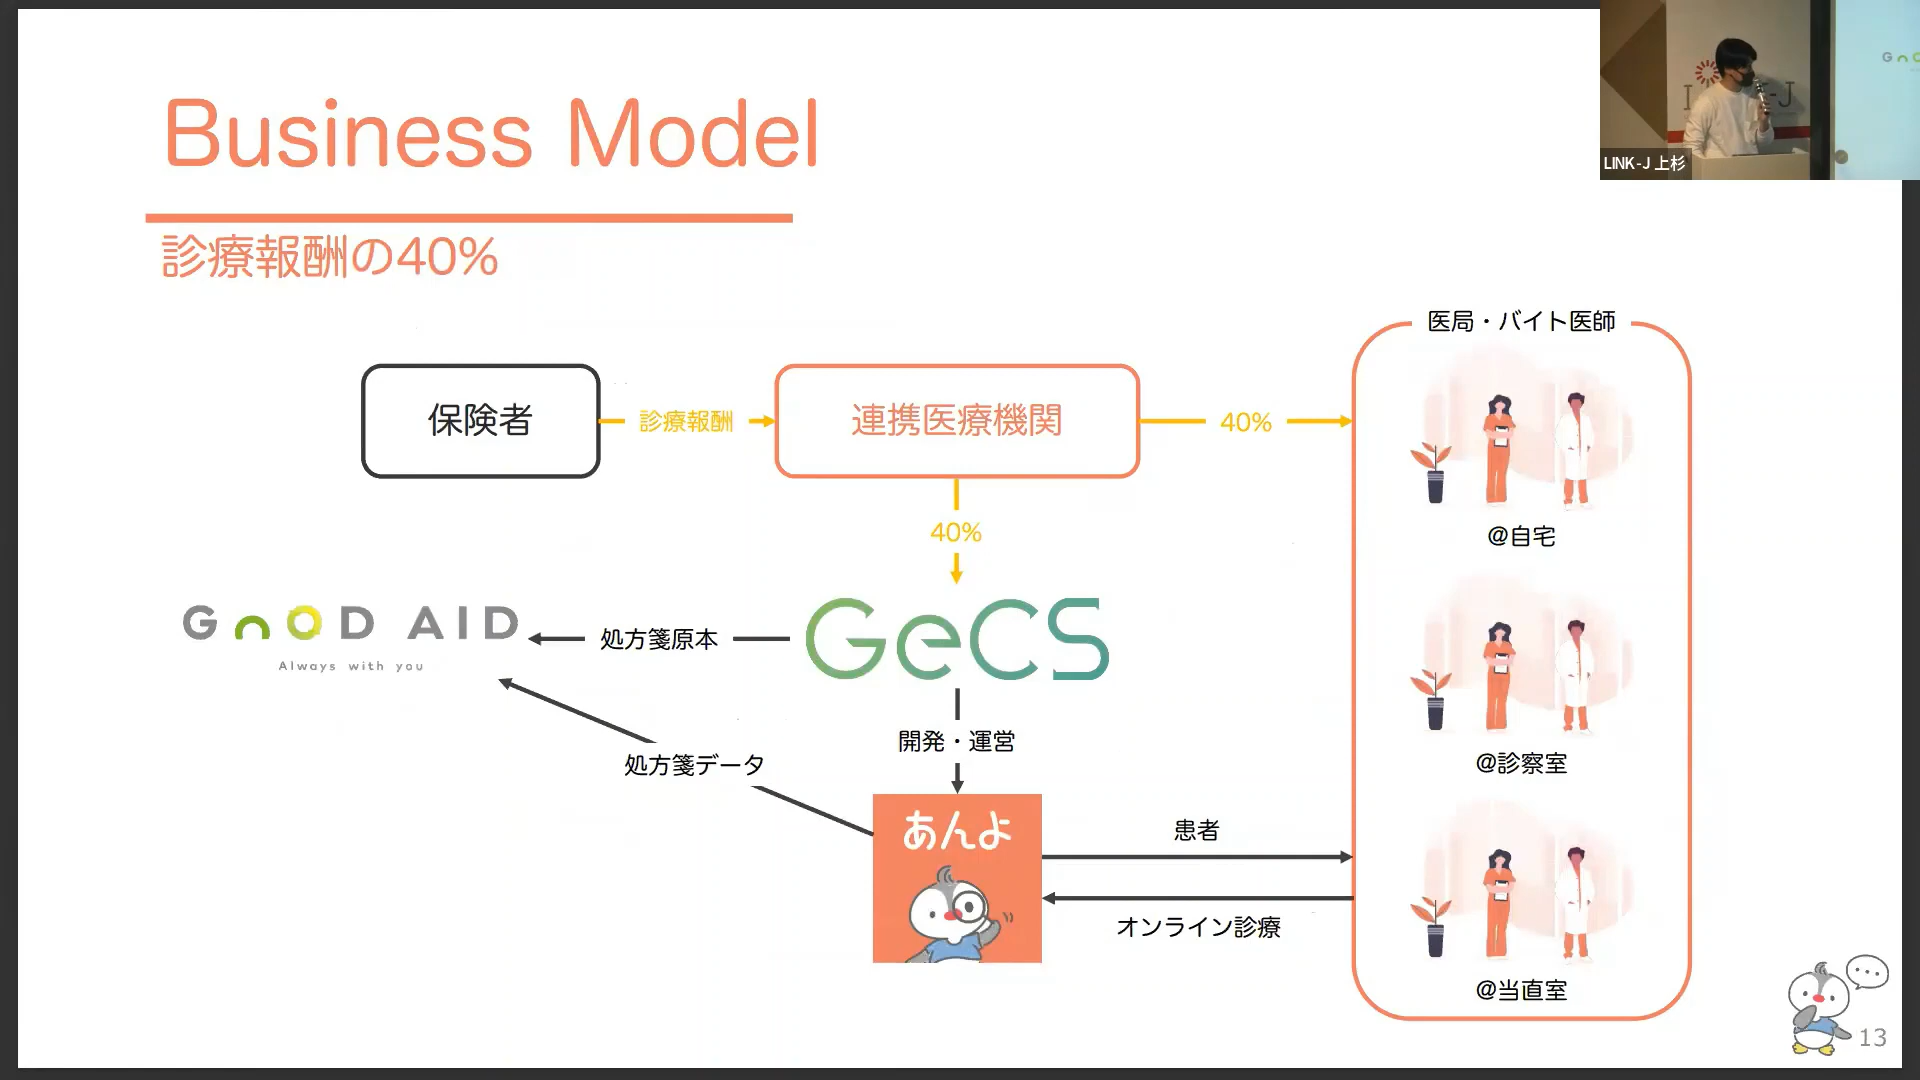 Business Model
診療報酬の40%
LINK-J 上杉
医局・バイト医師
保険者
診療報酬
連携医療機関
40%
@自宅
40%
GOOD AID
Always with you
処方箋原本
GeCS
開発・運営
処方箋データ
@診察室
あんよ
患者
オンライン診療
@当直室
13